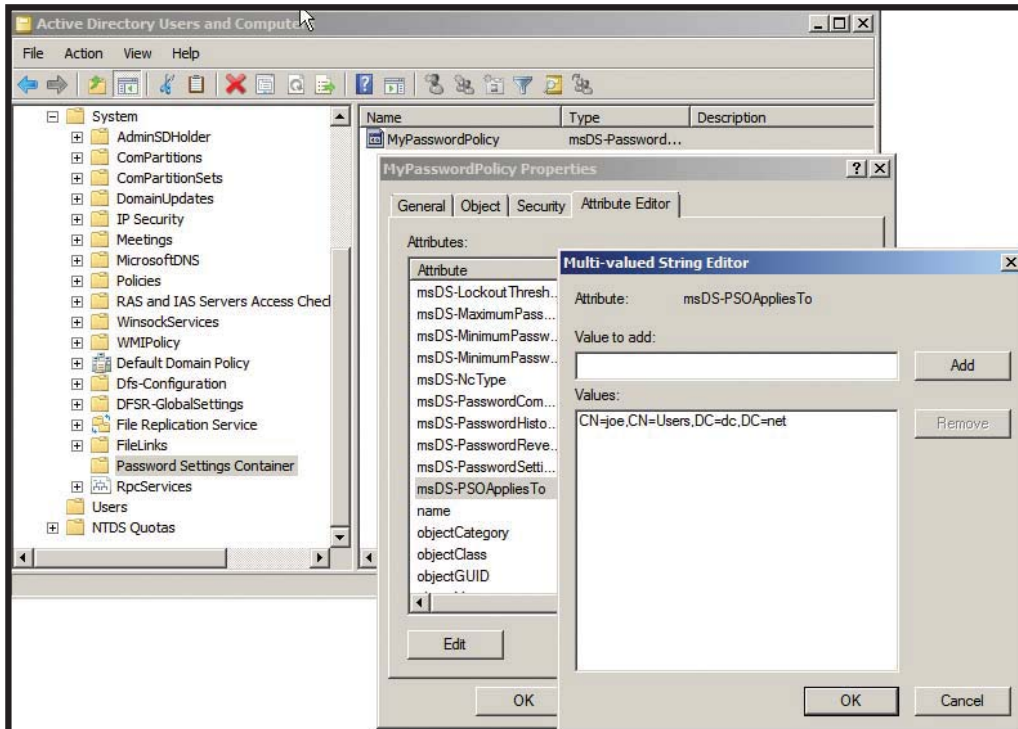 Active Directory Users and Compute
File Action View Help
System
AdminSDHolder
ComPartitions
ComPartitionSets
DomainUpdates
IP Security
Meetings
MicrosoftDNS
Policies
RAS and IAS Servers Access Chec
WinsockServices
WMIPolicy
Default Domain Policy
Dfs-Configuration
DFSR-GlobalSettings
File Replication Service
FileLinks
Password Settings Container
RpcServices
Users
NTDS Quotas
Name Type Description
MyPasswordPolicy msDS-Password...
MyPasswordPolicy Properties
General Object Security Attribute Editor
Attributes:
Attribute
msDS-LockoutThresh...
msDS-MaximumPass...
msDS-MinimumPassw...
msDS-MinimumPassw...
msDS-NcType
msDS-PasswordCom...
msDS-PasswordHisto...
msDS-PasswordReve...
msDS-PasswordSetti...
msDS-PSOAppliesTo
name
objectCategory
objectClass
objectGUID
Edit
OK
Multi-valued String Editor
Attribute: msDS-PSOAppliesTo
Value to add:
Add
Values:
CN=joe,CN=Users,DC=dc,DC=net
Remove
OK Cancel